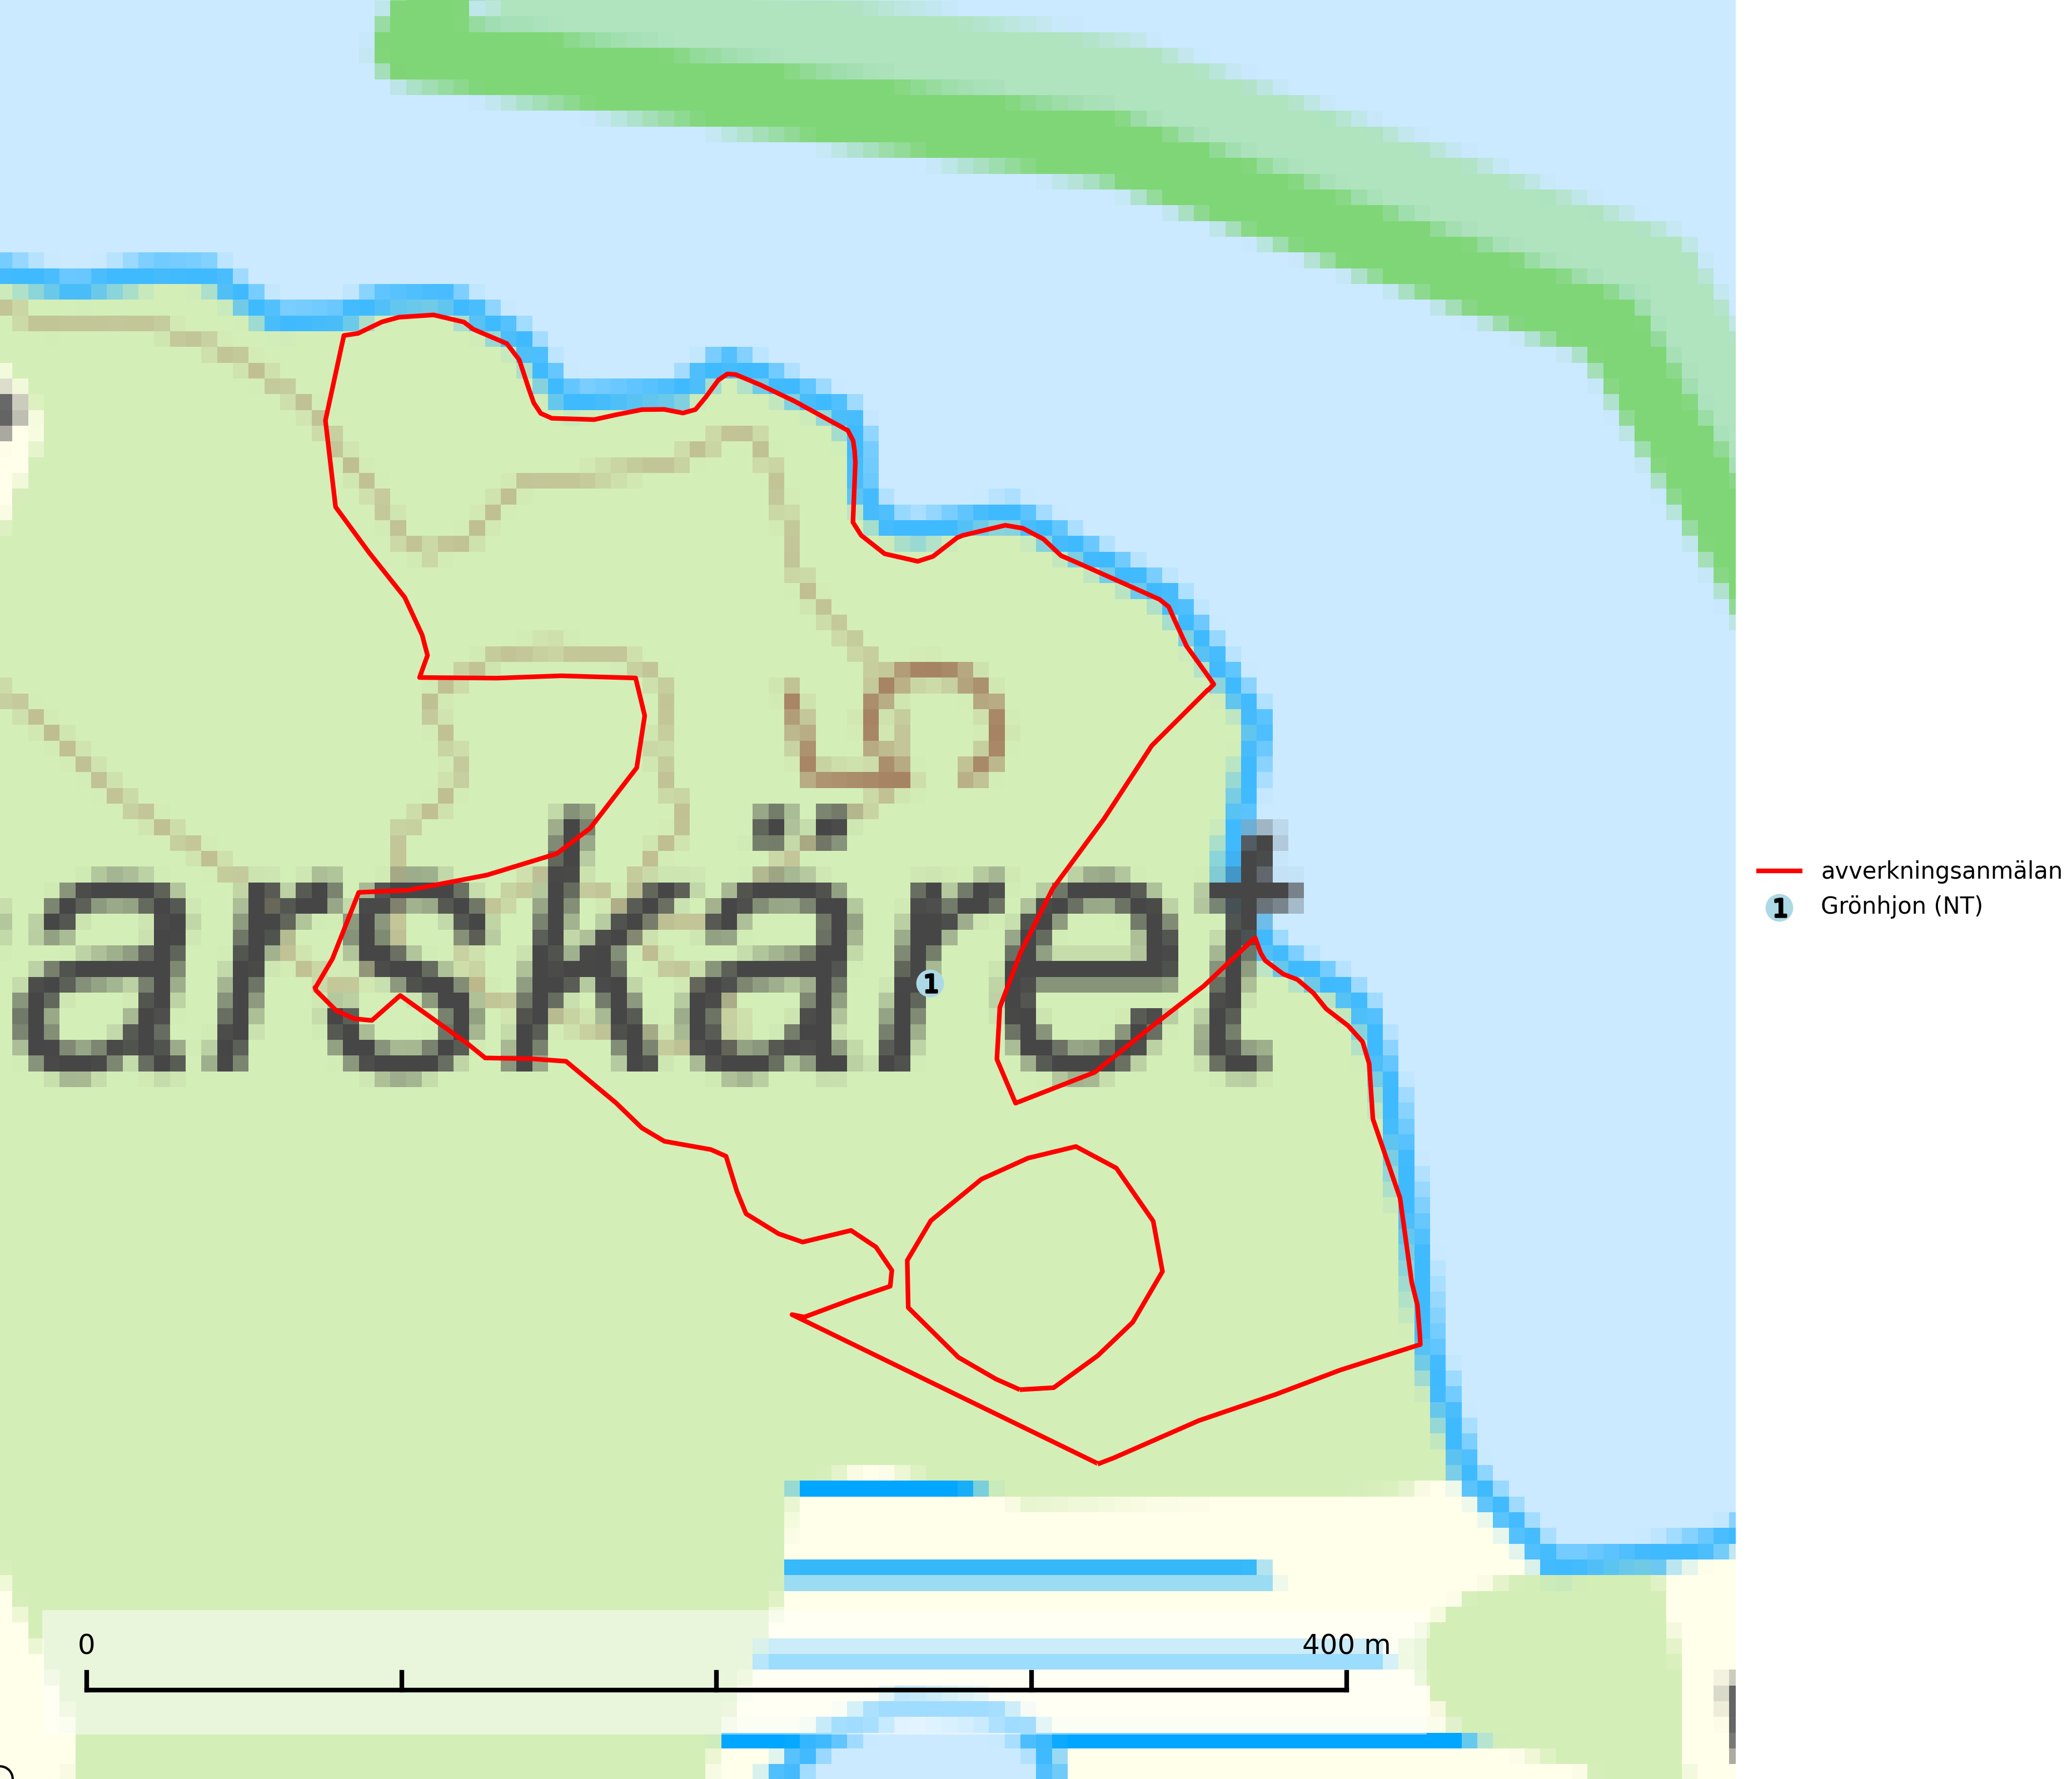 arskäret
1
0
400 m
avverkningsanmälan
1 Grönhjon (NT)